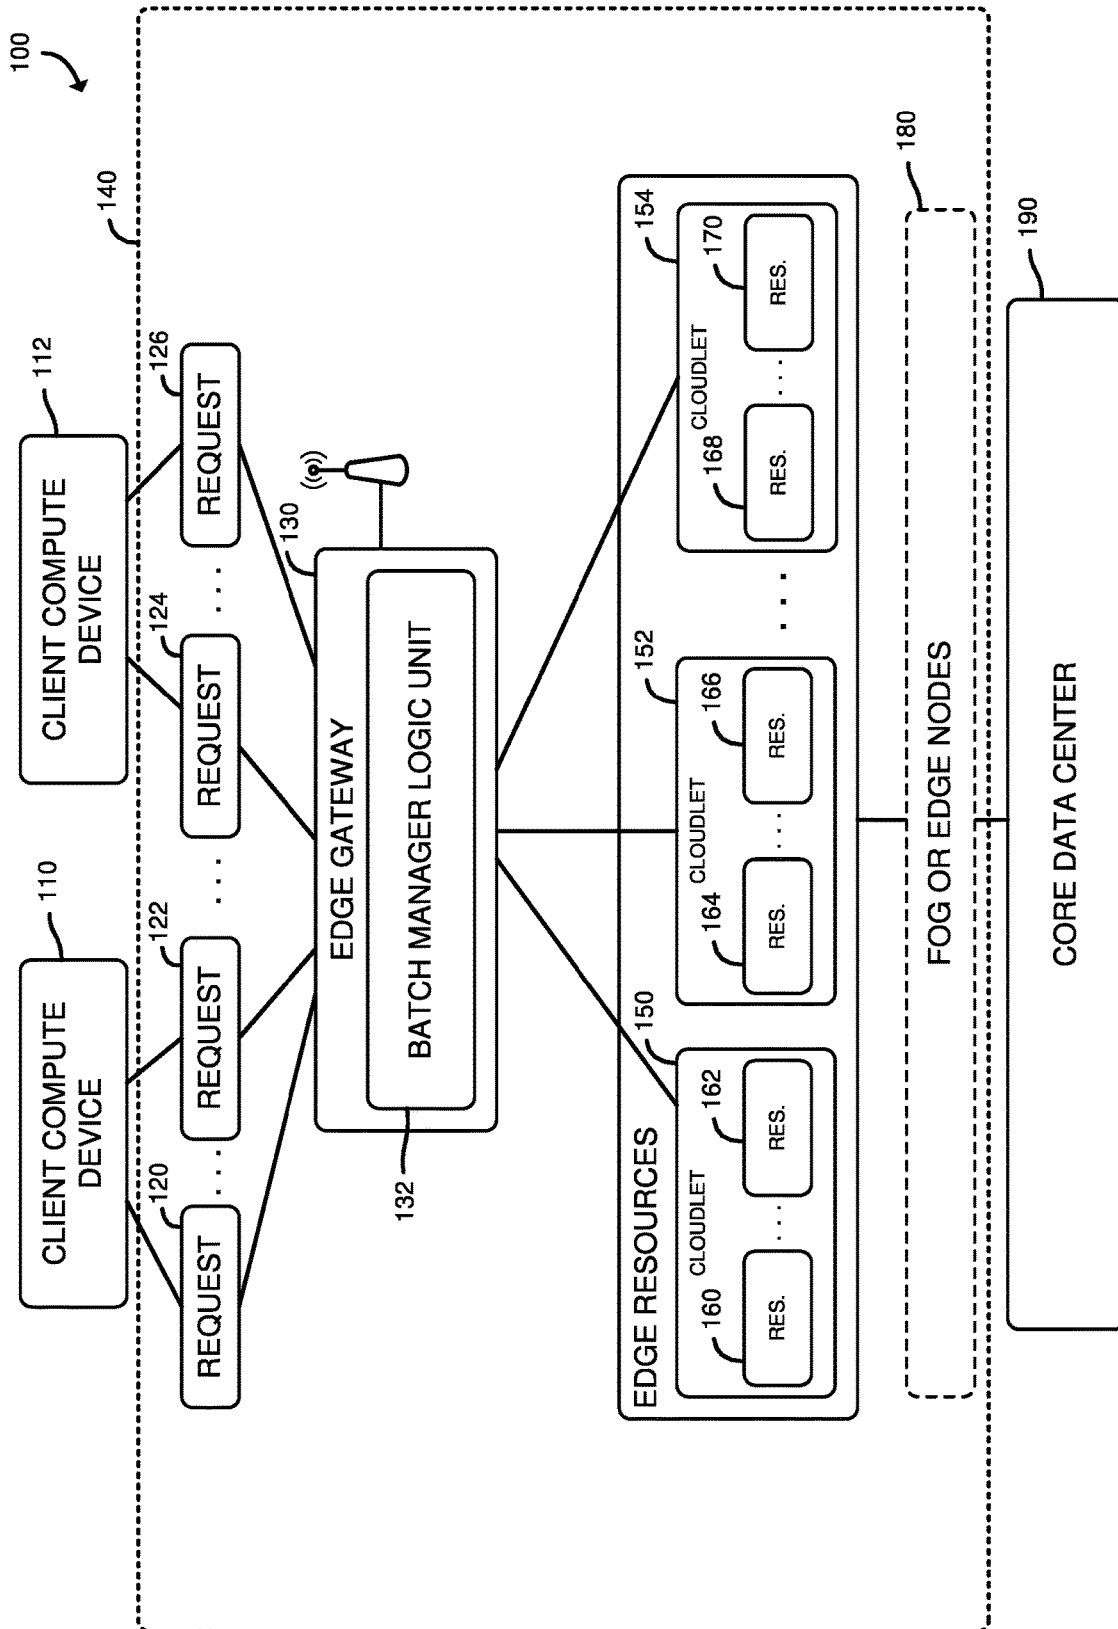 100
140
110
112
CLIENT COMPUTE
DEVICE
CLIENT COMPUTE
DEVICE
120
122
124
126
REQUEST
. . .
REQUEST
. . .
REQUEST
. . .
REQUEST
130
EDGE GATEWAY
BATCH MANAGER LOGIC UNIT
132
EDGE RESOURCES
150
152
154
CLOUDLET
CLOUDLET
CLOUDLET
160
162
164
166
168
170
RES.
. . .
RES.
RES.
. . .
RES.
. . .
RES.
. . .
RES.
180
FOG OR EDGE NODES
190
CORE DATA CENTER